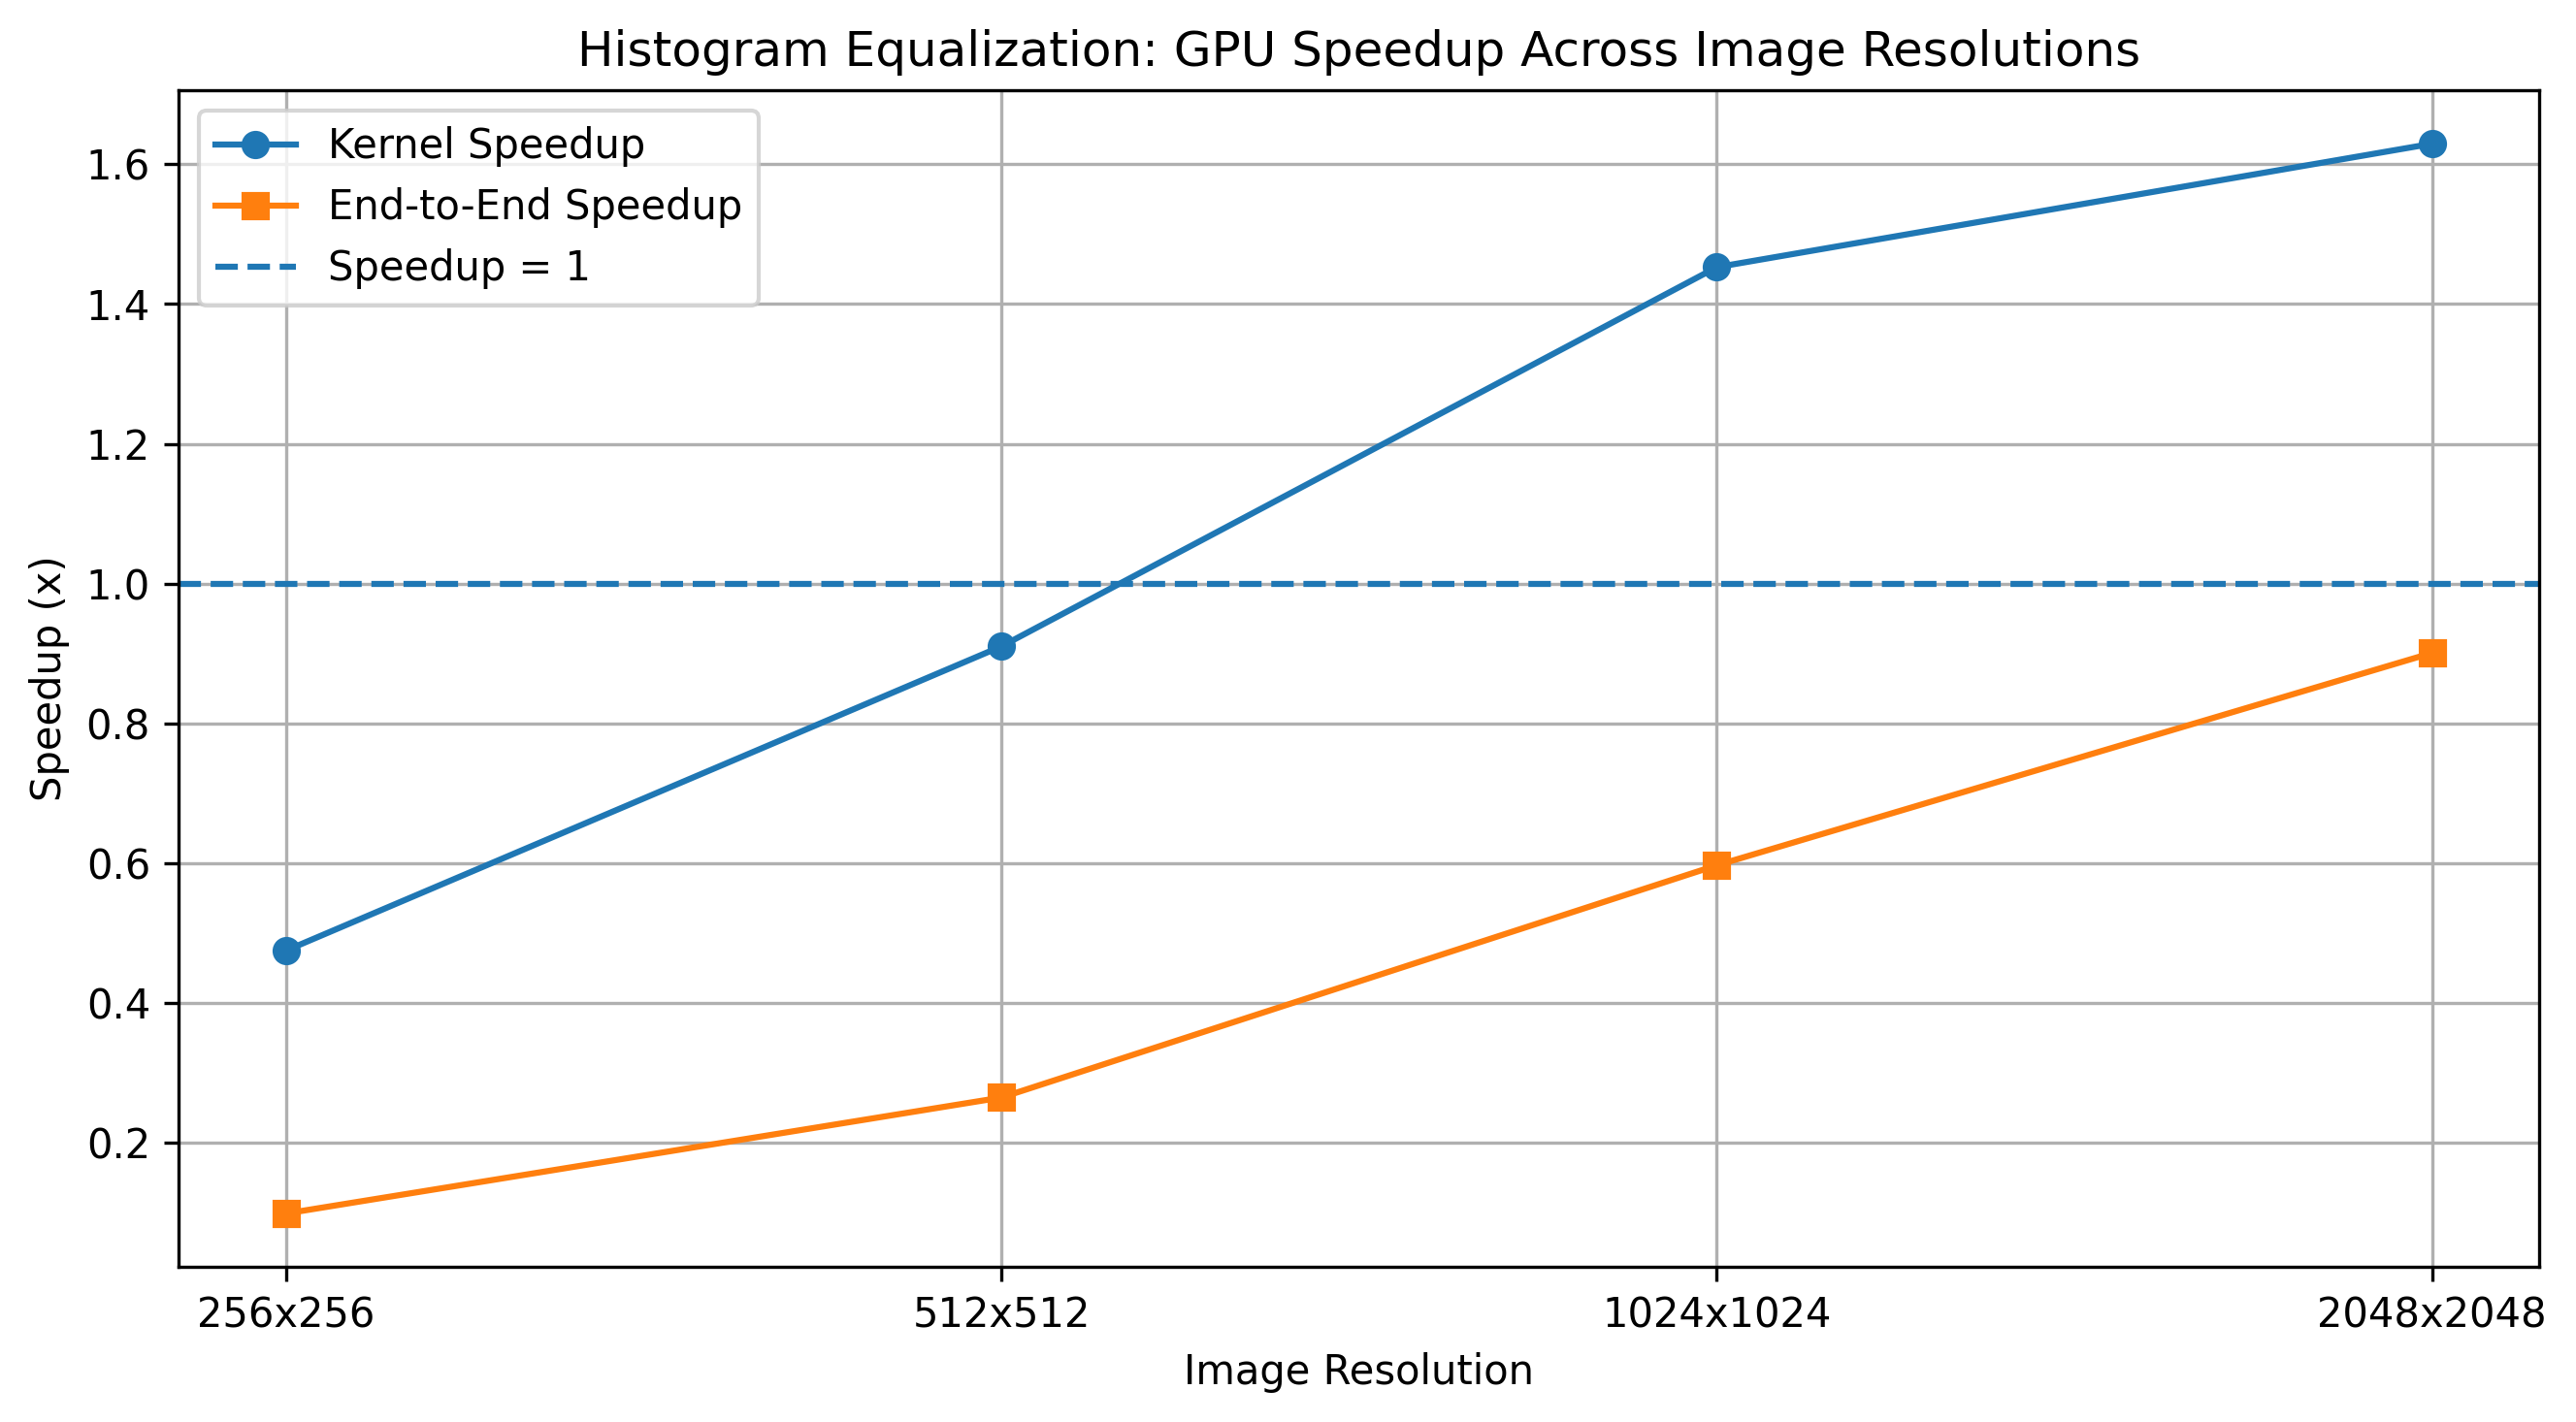 Histogram Equalization: GPU Speedup Across Image Resolutions
Kernel Speedup
End-to-End Speedup
Speedup = 1
Speedup (x)
1.6
1.4
1.2
1.0
0.8
0.6
0.4
0.2
256x256 512x512 1024x1024 2048x2048
Image Resolution